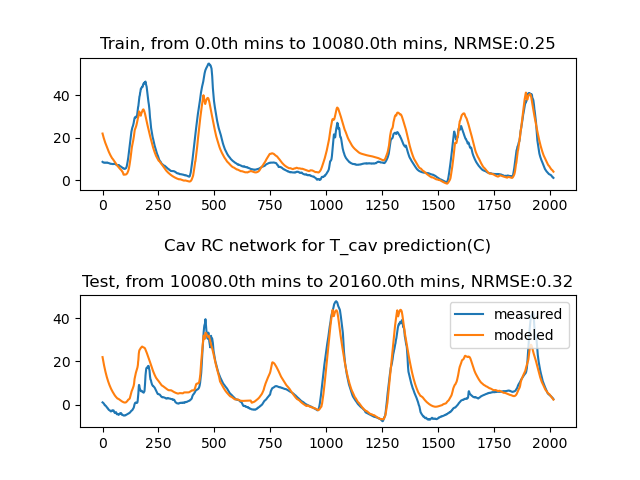 Train, from 0.0th mins to 10080.0th mins, NRMSE:0.25
40
20
0
0 250 500 750 1000 1250 1500 1750 2000
Cav RC network for T_cav prediction(C)
Test, from 10080.0th mins to 20160.0th mins, NRMSE:0.32
measured
modeled
40
20
0
0 250 500 750 1000 1250 1500 1750 2000